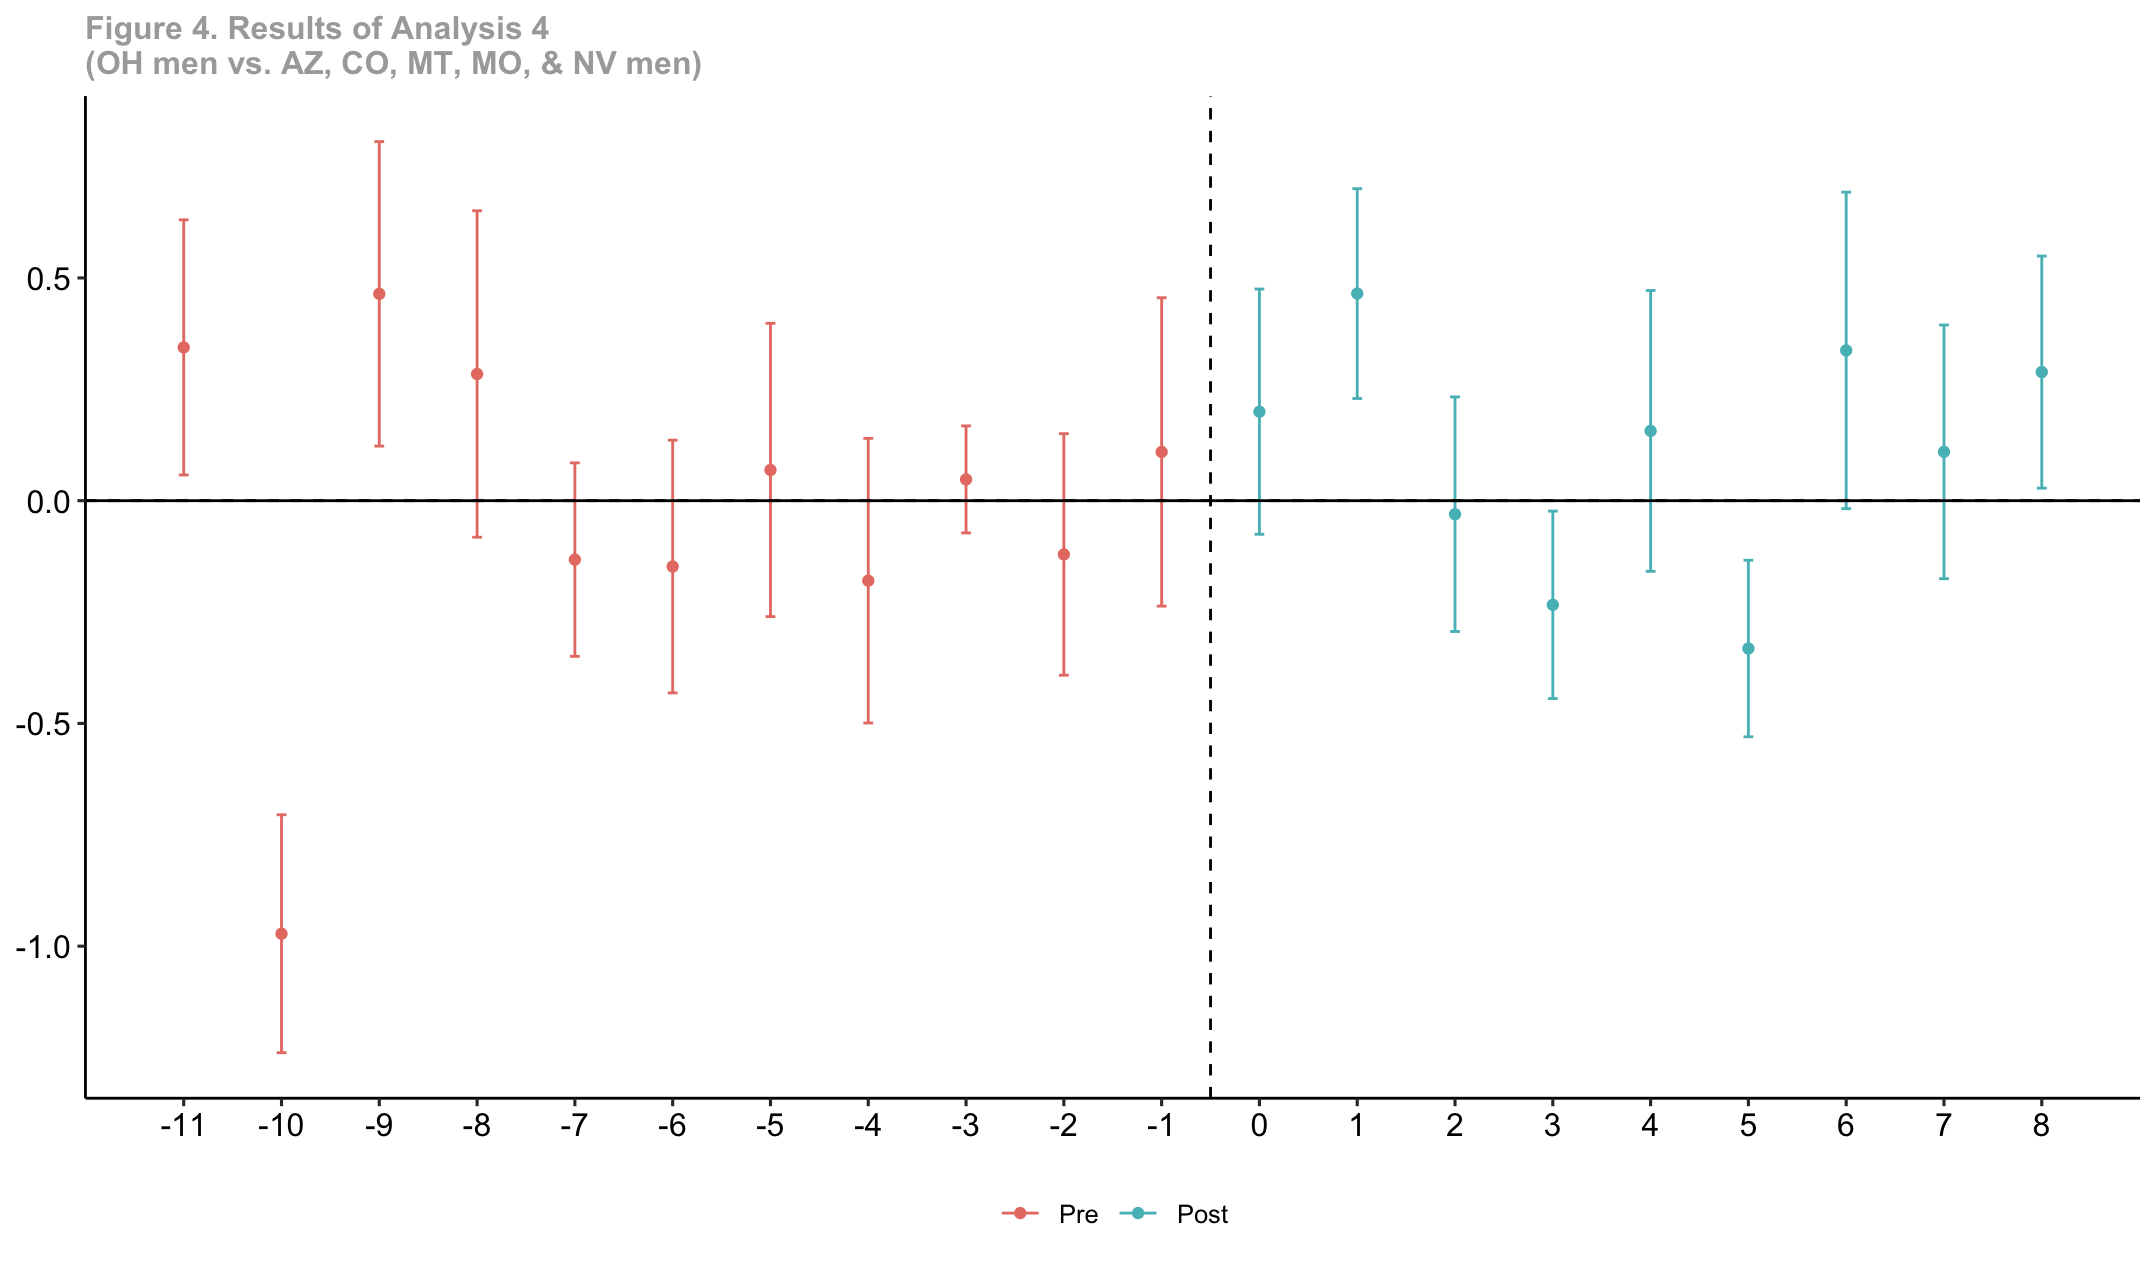 Figure 4. Results of Analysis 4
(OH men vs. AZ, CO, MT, MO, & NV men)
0.5
0.0
-0.5
-1.0
-11 -10 -9 -8 -7 -6 -5 -4 -3 -2 -1 0 1 2 3 4 5 6 7 8
Pre Post